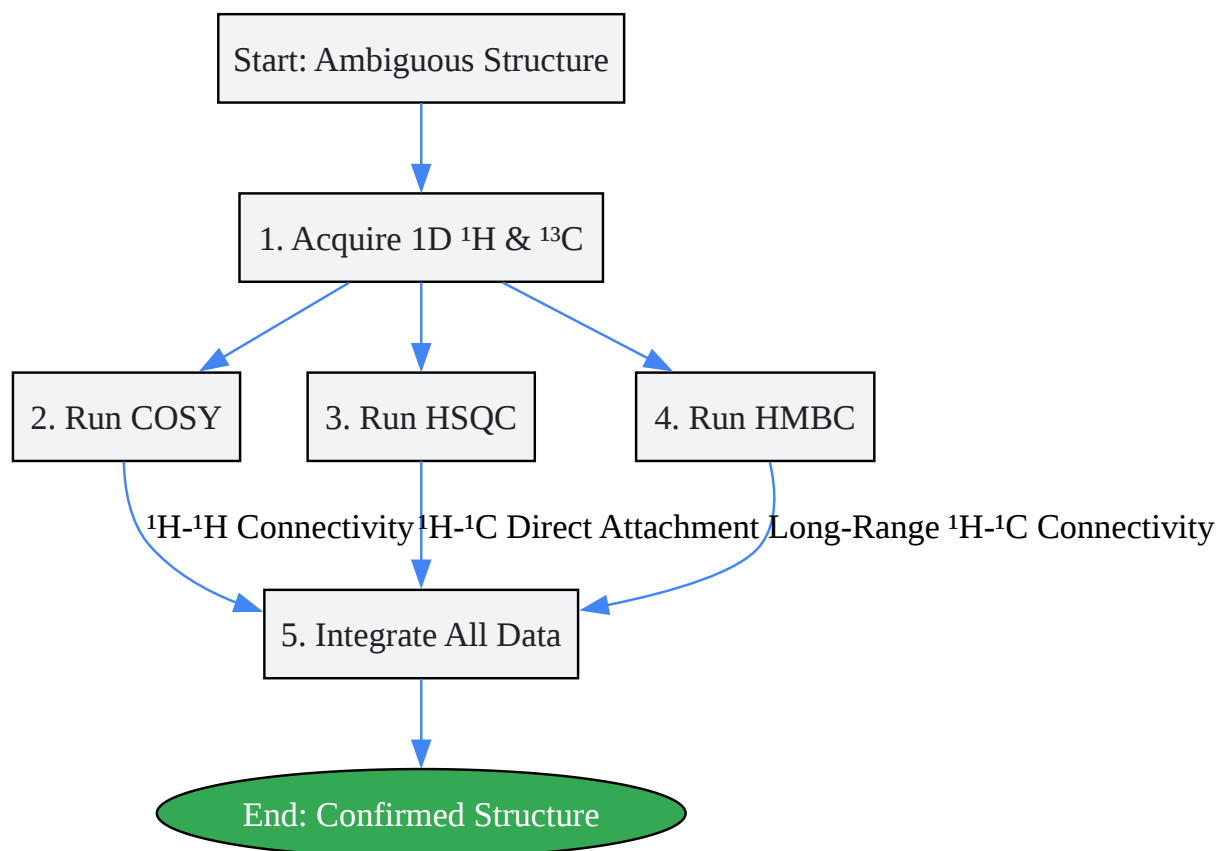 Start: Ambiguous Structure
1. Acquire 1D ¹H & ¹³C
2. Run COSY
3. Run HSQC
4. Run HMBC
¹H-¹H Connectivity
¹H-¹C Direct Attachment
Long-Range ¹H-¹C Connectivity
5. Integrate All Data
End: Confirmed Structure